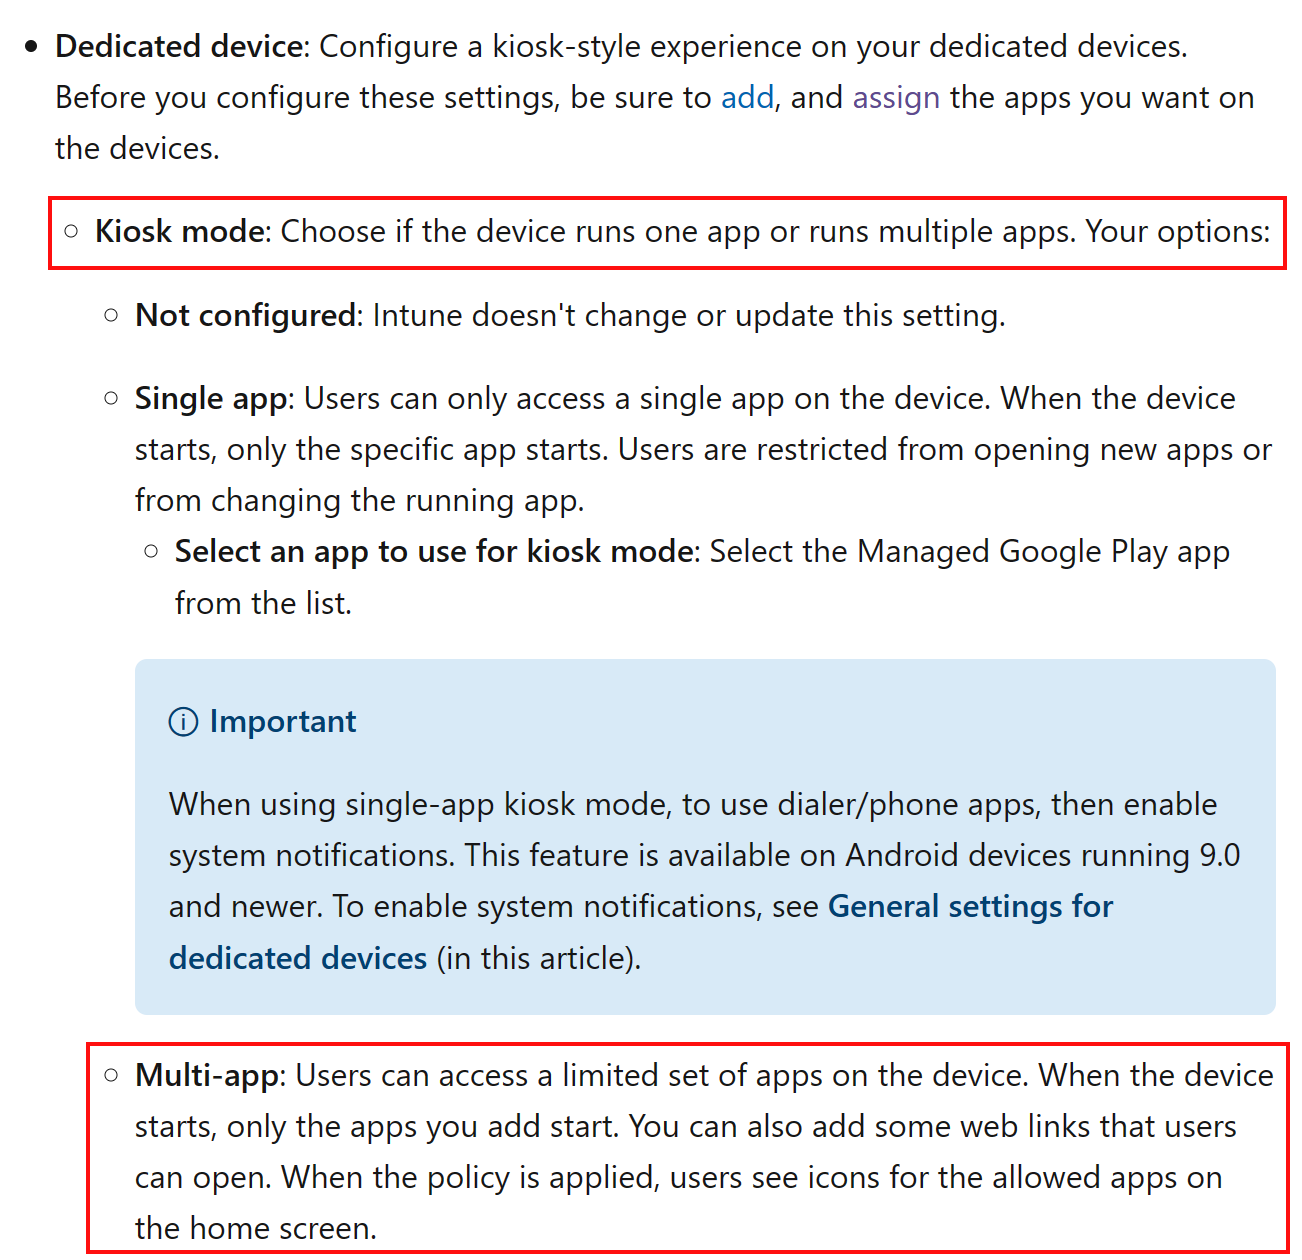 Dedicated device: Configure a kiosk-style experience on your dedicated devices.
Before you configure these settings, be sure to add, and assign the apps you want on
the devices.
Kiosk mode: Choose if the device runs one app or runs multiple apps. Your options:
Not configured: Intune doesn't change or update this setting.
Single app: Users can only access a single app on the device. When the device
starts, only the specific app starts. Users are restricted from opening new apps or
from changing the running app.
Select an app to use for kiosk mode: Select the Managed Google Play app
from the list.
Important
When using single-app kiosk mode, to use dialer/phone apps, then enable
system notifications. This feature is available on Android devices running 9.0
and newer. To enable system notifications, see General settings for
dedicated devices (in this article).
Multi-app: Users can access a limited set of apps on the device. When the device
starts, only the apps you add start. You can also add some web links that users
can open. When the policy is applied, users see icons for the allowed apps on
the home screen.